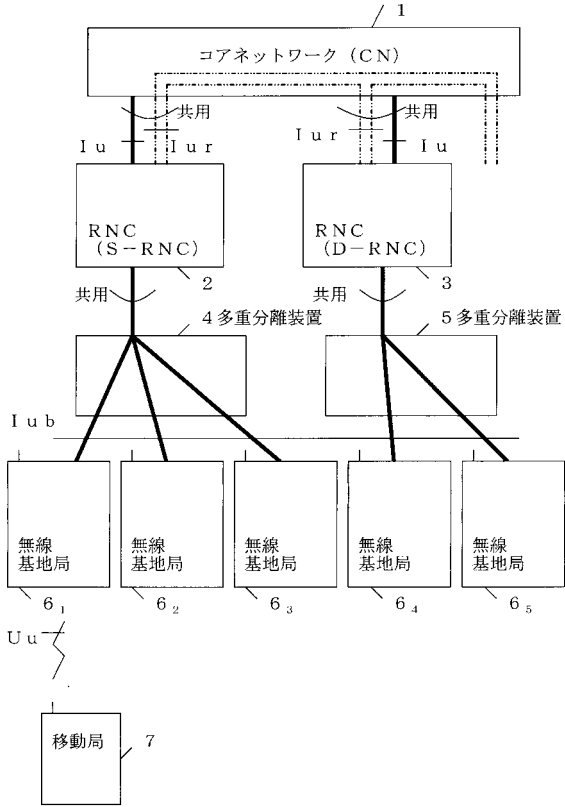 1
コアネットワーク（ＣＮ）
共用
共用
Ｉｕ
Ｉｕｒ
Ｉｕｒ
Ｉｕ
ＲＮＣ
（Ｓ－ＲＮＣ）
ＲＮＣ
（Ｄ－ＲＮＣ）
２
３
共用
共用
４多重分離装置
５多重分離装置
Ｉｕｂ
無線
基地局
無線
基地局
無線
基地局
無線
基地局
無線
基地局
６₁
６₂
６₃
６₄
６₅
Ｕｕ
移動局
７